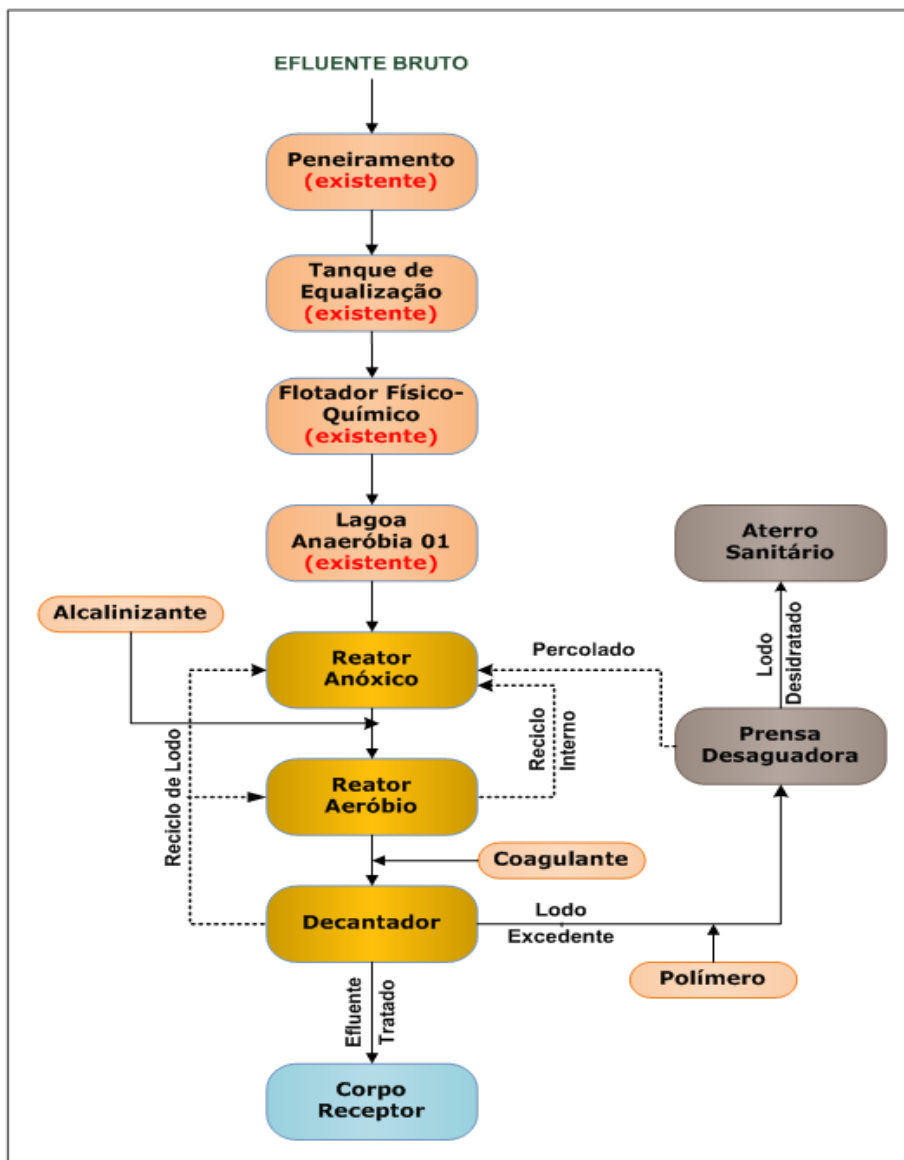 EFLUENTE BRUTO
Peneiramento
(existente)
Tanque de
Equalização
(existente)
Flotador Físico-
Químico
(existente)
Lagoa
Anaeróbia 01
(existente)
Aterro
Sanitário
Alcalinizante
Lodo
Desidratado
Percolado
Reator
Anóxico
Reciclo
Interno
Prensa
Desaguadora
Reciclo de Lodo
Reator
Aeróbio
Coagulante
Decantador
Lodo
Excedente
Polímero
Efluente
Tratado
Corpo
Receptor